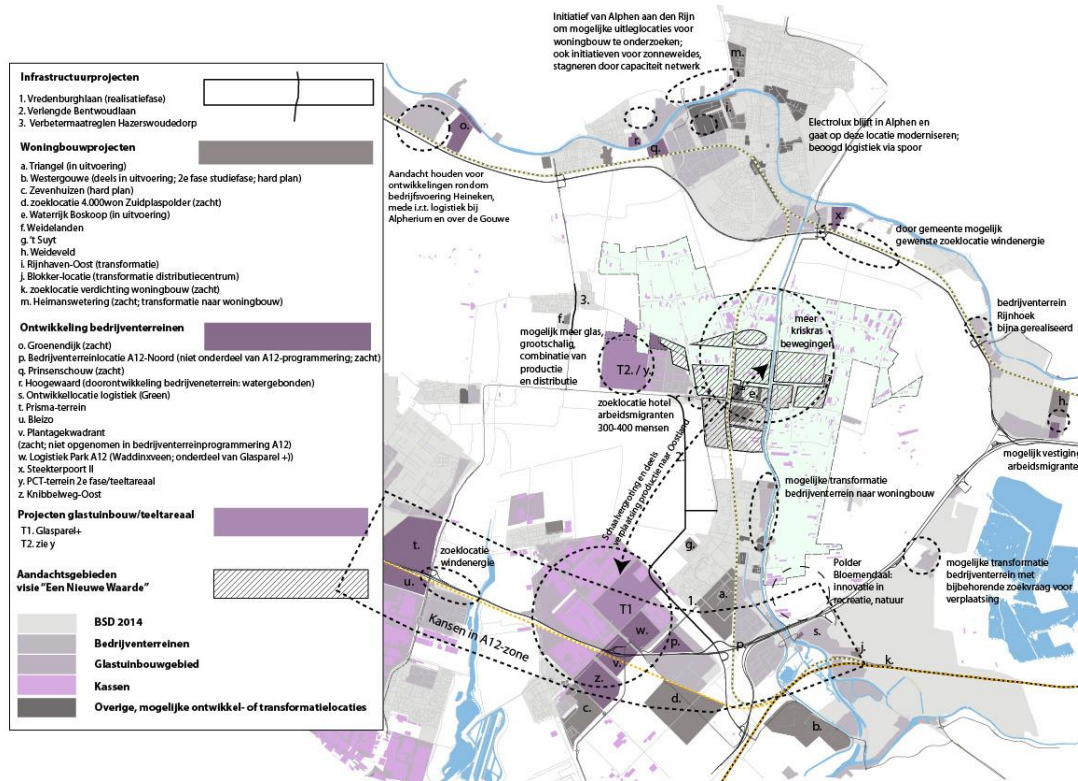 Infrastructuurprojecten
1. Vredenburghlaan (realisatiefase)
2. Verlengde Bentwoudlaan
3. Verbetermaatreglen Hazerswoudedorp
Woningbouwprojecten
a. Triangel (in uitvoering)
b. Westergouwe (deels in uitvoering; 2e fase studiefase; hard plan)
c. Zevenhuizen (hard plan)
d. zoeklocatie 4.000won Zuidplaspolder (zacht)
e. Waterrijk Boskoop (in uitvoering)
f. Weidelanden
g. 't Suyt
h. Weideveld
i. Rijnhaven-Oost (transformatie)
j. Blokker-locatie (transformatie distributiecentrum)
k. zoeklocatie verdichting woningbouw (zacht)
m. Heimanswetering (zacht; transformatie naar woningbouw)
Ontwikkeling bedrijventerreinen
o. Groenendijk (zacht)
p. Bedrijventerreinlocatie A12-Noord (niet onderdeel van A12-programmering; zacht)
q. Prinsenschouw (zacht)
r. Hoogewaard (doorontwikkeling bedrijveneterrein: watergebonden)
s. Ontwikkellocatie logistiek (Green)
t. Prisma-terrein
u. Bleizo
v. Plantagekwadrant
(zacht; niet opgenomen in bedrijventerreinprogrammering A12)
w. Logistiek Park A12 (Waddinxveen; onderdeel van Glasparel +))
x. Steekterpoort II
y. PCT-terrein 2e fase/teeltareaal
z. Knibbelweg-Oost
Projecten glastuinbouw/teeltareaal
T1. Glasparel+
T2. zie y
Aandachtsgebieden
visie "Een Nieuwe Waarde"
BSD 2014
Bedrijventerreinen
Glastuinbouwgebied
Kassen
Overige, mogelijke ontwikkel- of transformatielocaties
Initiatief van Alphen aan den Rijn
om mogelijke uitleglocaties voor
woningbouw te onderzoeken;
ook initiatieven voor zonneweides,
stagneren door capaciteit netwerk
m.
o.
r.
q.
Electrolux blijft in Alphen en
gaat op deze locatie moderniseren;
beoogd logistiek via spoor
Aandacht houden voor
ontwikkelingen rondom
bedrijfsvoering Heineken,
mede i.r.t. logistiek bij
Alpherium en over de Gouwe
x.
door gemeente mogelijk
gewenste zoeklocatie windenergie
3.
f.
mogelijk meer glas,
grootschalig,
combinatie van
productie
en distributie
T2. / y.
meer
kriskras
bewegingen
bedrijventerrein
Rijnhoek
bijna gerealiseerd
e.
h.
zoeklocatie hotel
arbeidsmigranten
300-400 mensen
mogelijk vestiging
arbeidsmigrante
2.
Schaalvergroting en deels
verplaatsing productie naar Oostland
mogelijke transformatie
bedrijventerrein naar woningbouw
t.
zoeklocatie
windenergie
g.
u.
Kansen in A12-zone
T1
1.
a.
Polder
Bloemendaal:
innovatie in
recreatie, natuur
mogelijke transformatie
bedrijventerrein met
bijbehorende zoekvraag voor
verplaatsing
w.
p.
p.
s.
j.
k.
v.
z.
c.
d.
b.